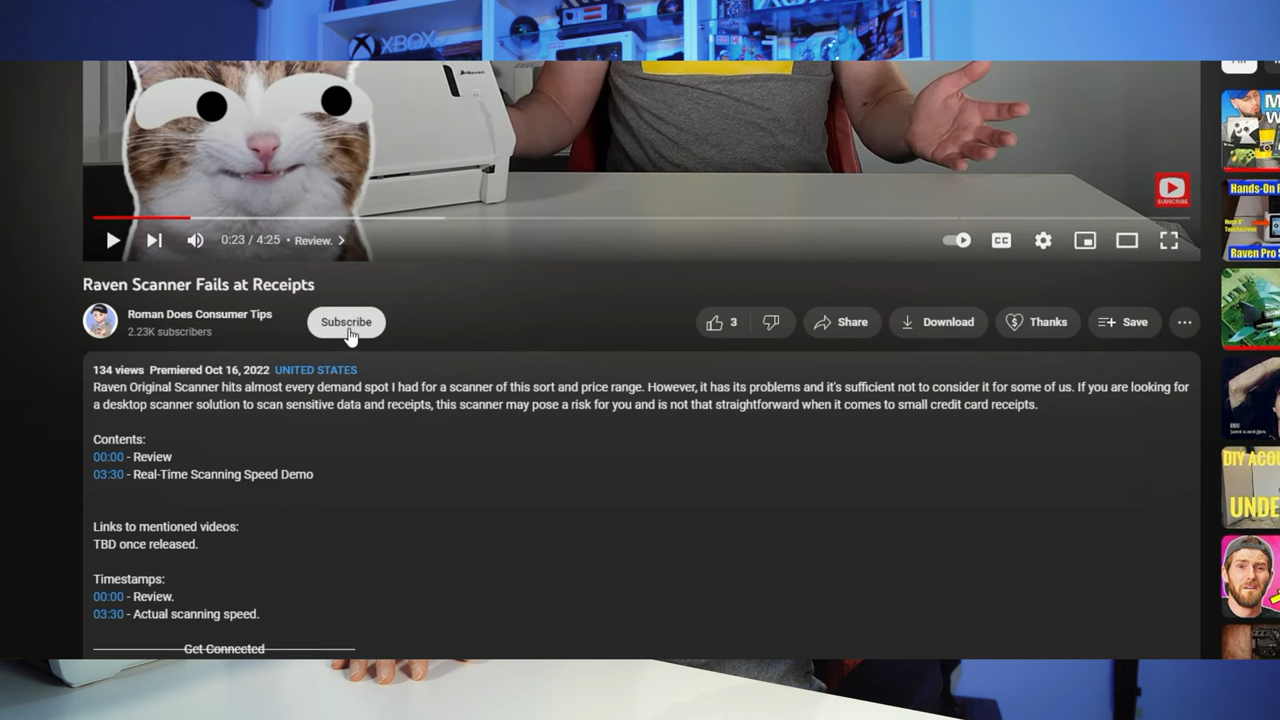 XBOX
Raven
SUBSCRIBE
0:23 / 4:25 • Review. >
CC
Raven Scanner Fails at Receipts
Roman Does Consumer Tips
2.23K subscribers
Subscribe
3
Share
Download
Thanks
Save
134 views Premiered Oct 16, 2022 UNITED STATES
Raven Original Scanner hits almost every demand spot I had for a scanner of this sort and price range. However, it has its problems and it's sufficient not to consider it for some of us. If you are looking for
a desktop scanner solution to scan sensitive data and receipts, this scanner may pose a risk for you and is not that straightforward when it comes to small credit card receipts.
Contents:
00:00 - Review
03:30 - Real-Time Scanning Speed Demo
Links to mentioned videos:
TBD once released.
Timestamps:
00:00 - Review.
03:30 - Actual scanning speed.
Get Connected
All
M
W
Hands-On
Touchscreen
Raven Pro S
DIY ACOU
UNDE